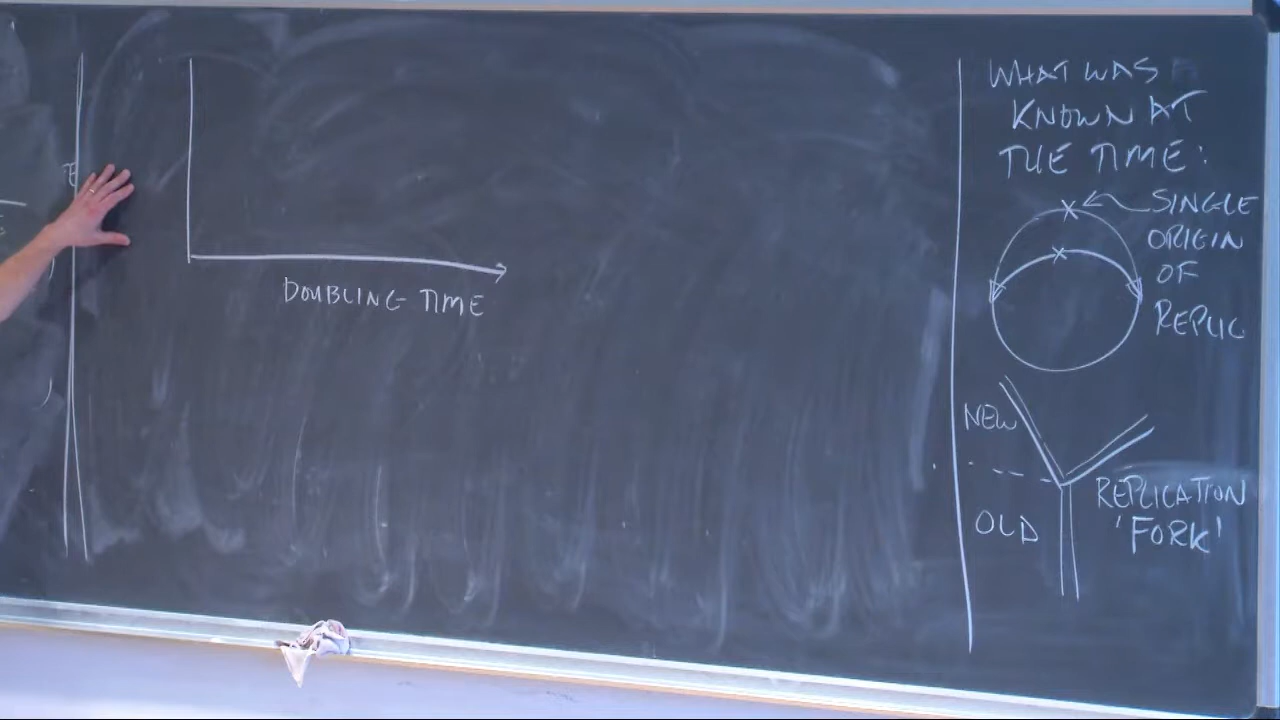 DOUBLING TIME
WHAT WAS
KNOWN AT
THE TIME:
SINGLE
ORIGIN
OF
REPLIC
NEW
OLD
REPLICATION
'FORK'